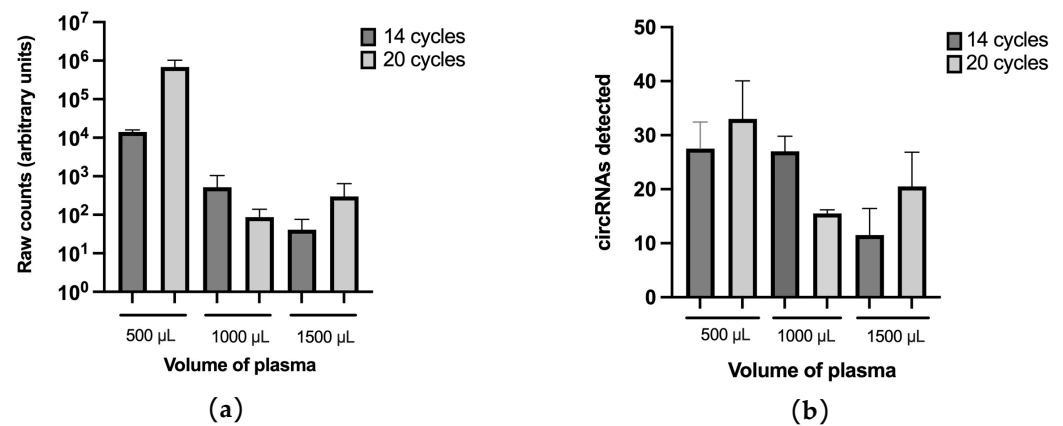 Raw counts (arbitrary units)
10⁷
10⁶
10⁵
10⁴
10³
10²
10¹
10⁰
14 cycles
20 cycles
500 µL
1000 µL
1500 µL
Volume of plasma
(a)
circRNAs detected
50
40
30
20
10
0
14 cycles
20 cycles
500 µL
1000 µL
1500 µL
Volume of plasma
(b)